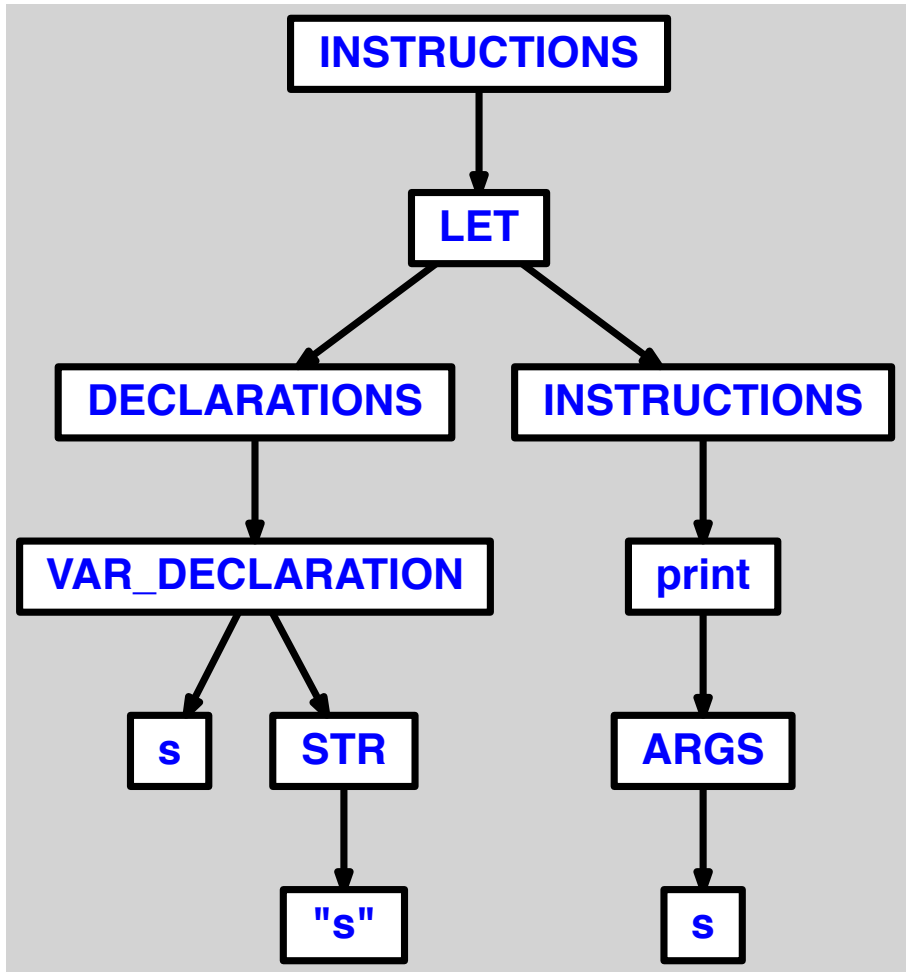 INSTRUCTIONS
LET
DECLARATIONS
INSTRUCTIONS
VAR_DECLARATION
print
s
STR
ARGS
"s"
s